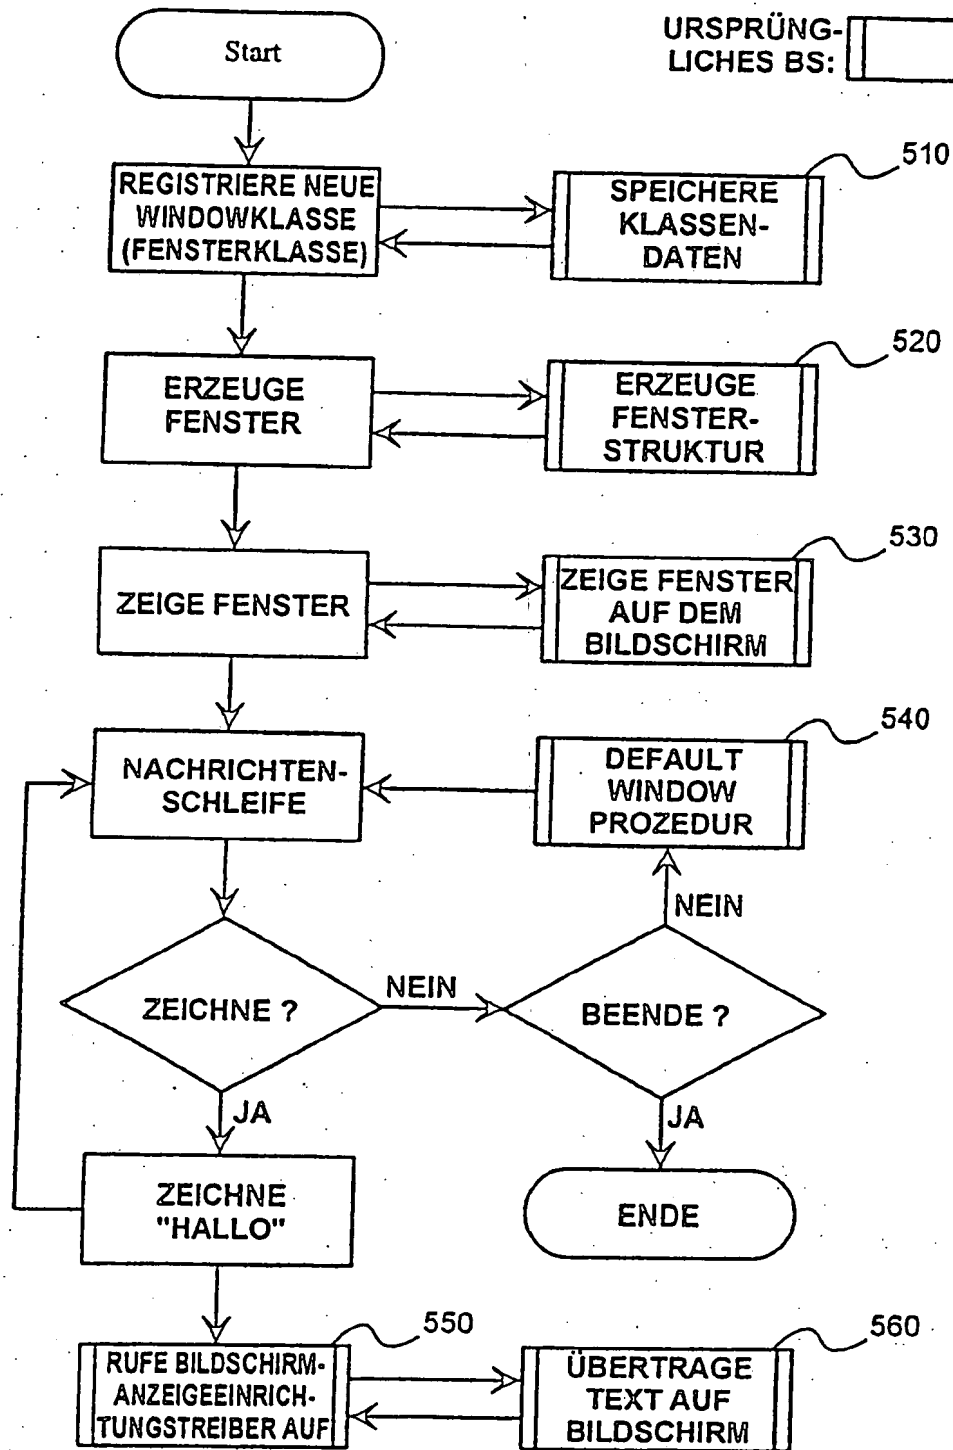 Start
URSPRÜNG-
LICHES BS:
510
REGISTRIERE NEUE
WINDOWKLASSE
(FENSTERKLASSE)
SPEICHERE
KLASSEN-
DATEN
520
ERZEUGE
FENSTER
ERZEUGE
FENSTER-
STRUKTUR
530
ZEIGE FENSTER
ZEIGE FENSTER
AUF DEM
BILDSCHIRM
540
NACHRICHTEN-
SCHLEIFE
DEFAULT
WINDOW
PROZEDUR
NEIN
ZEICHNE ?
NEIN
BEENDE ?
JA
JA
ZEICHNE
"HALLO"
ENDE
550
RUFE BILDSCHIRM-
ANZEIGEEINRICH-
TUNGSTREIBER AUF
560
ÜBERTRAGE
TEXT AUF
BILDSCHIRM